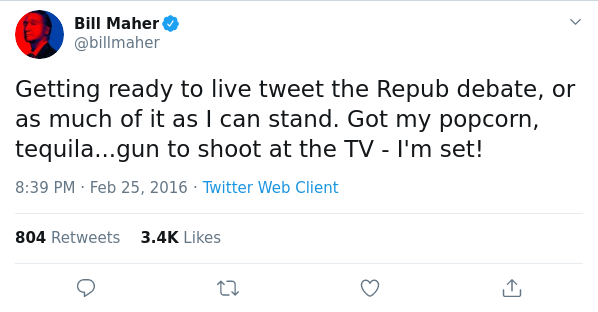 Bill Maher
@billmaher
Getting ready to live tweet the Repub debate, or
as much of it as I can stand. Got my popcorn,
tequila...gun to shoot at the TV - I'm set!
8:39 PM · Feb 25, 2016 · Twitter Web Client
804 Retweets 3.4K Likes